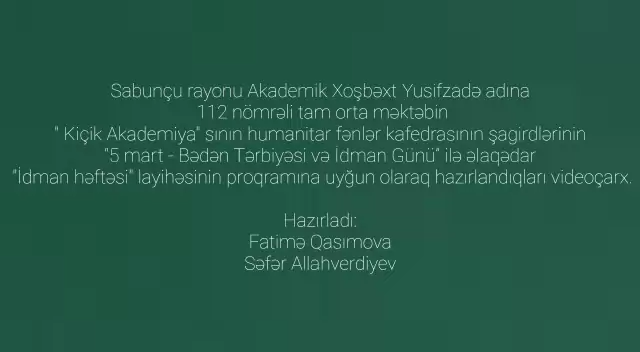 Sabunçu rayonu Akademik Xoşbəxt Yusifzadə adına
112 nömrəli tam orta məktəbin
" Kiçik Akademiya" sının humanitar fənlər kafedrasının şagirdlərinin
"5 mart - Bədən Tərbiyəsi və İdman Günü" ilə əlaqədar
"İdman həftəsi" layihəsinin proqramına uyğun olaraq hazırlandıqları videoçarx.
Hazırladı:
Fatimə Qasımova
Səfər Allahverdiyev